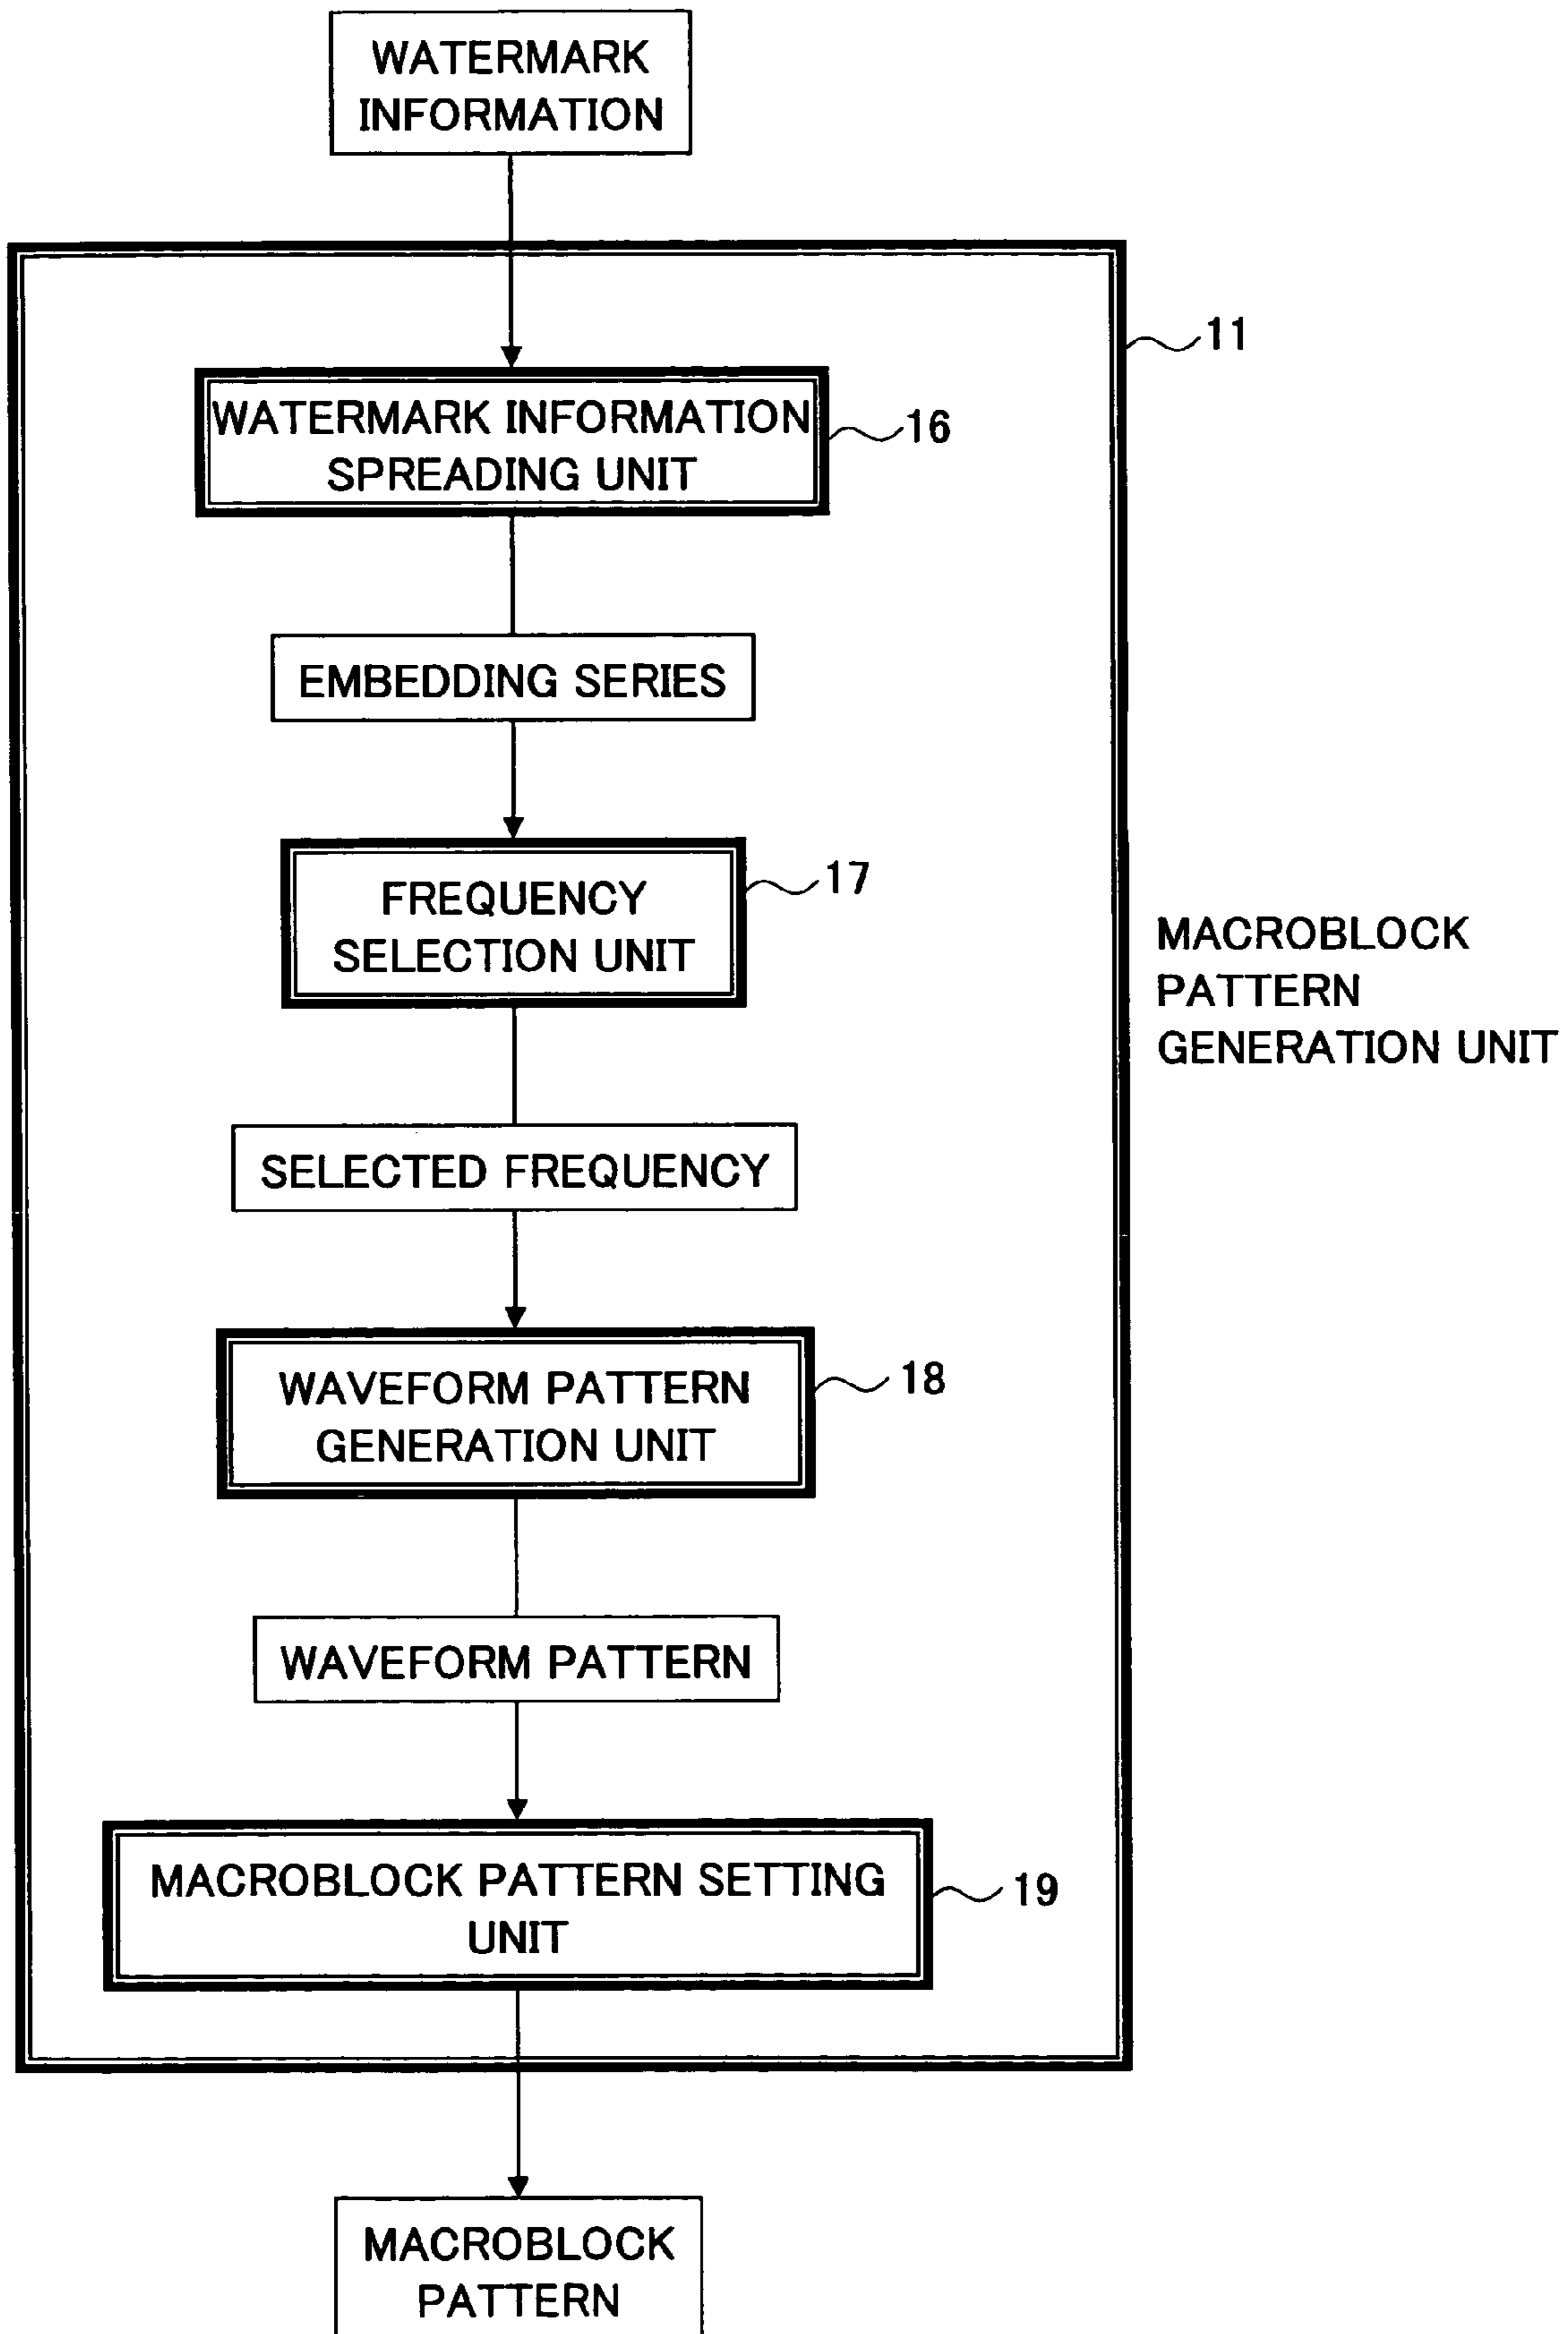 WATERMARK
INFORMATION
11
WATERMARK INFORMATION
SPREADING UNIT
16
EMBEDDING SERIES
FREQUENCY
SELECTION UNIT
17
MACROBLOCK
PATTERN
GENERATION UNIT
SELECTED FREQUENCY
WAVEFORM PATTERN
GENERATION UNIT
18
WAVEFORM PATTERN
MACROBLOCK PATTERN SETTING
UNIT
19
MACROBLOCK
PATTERN